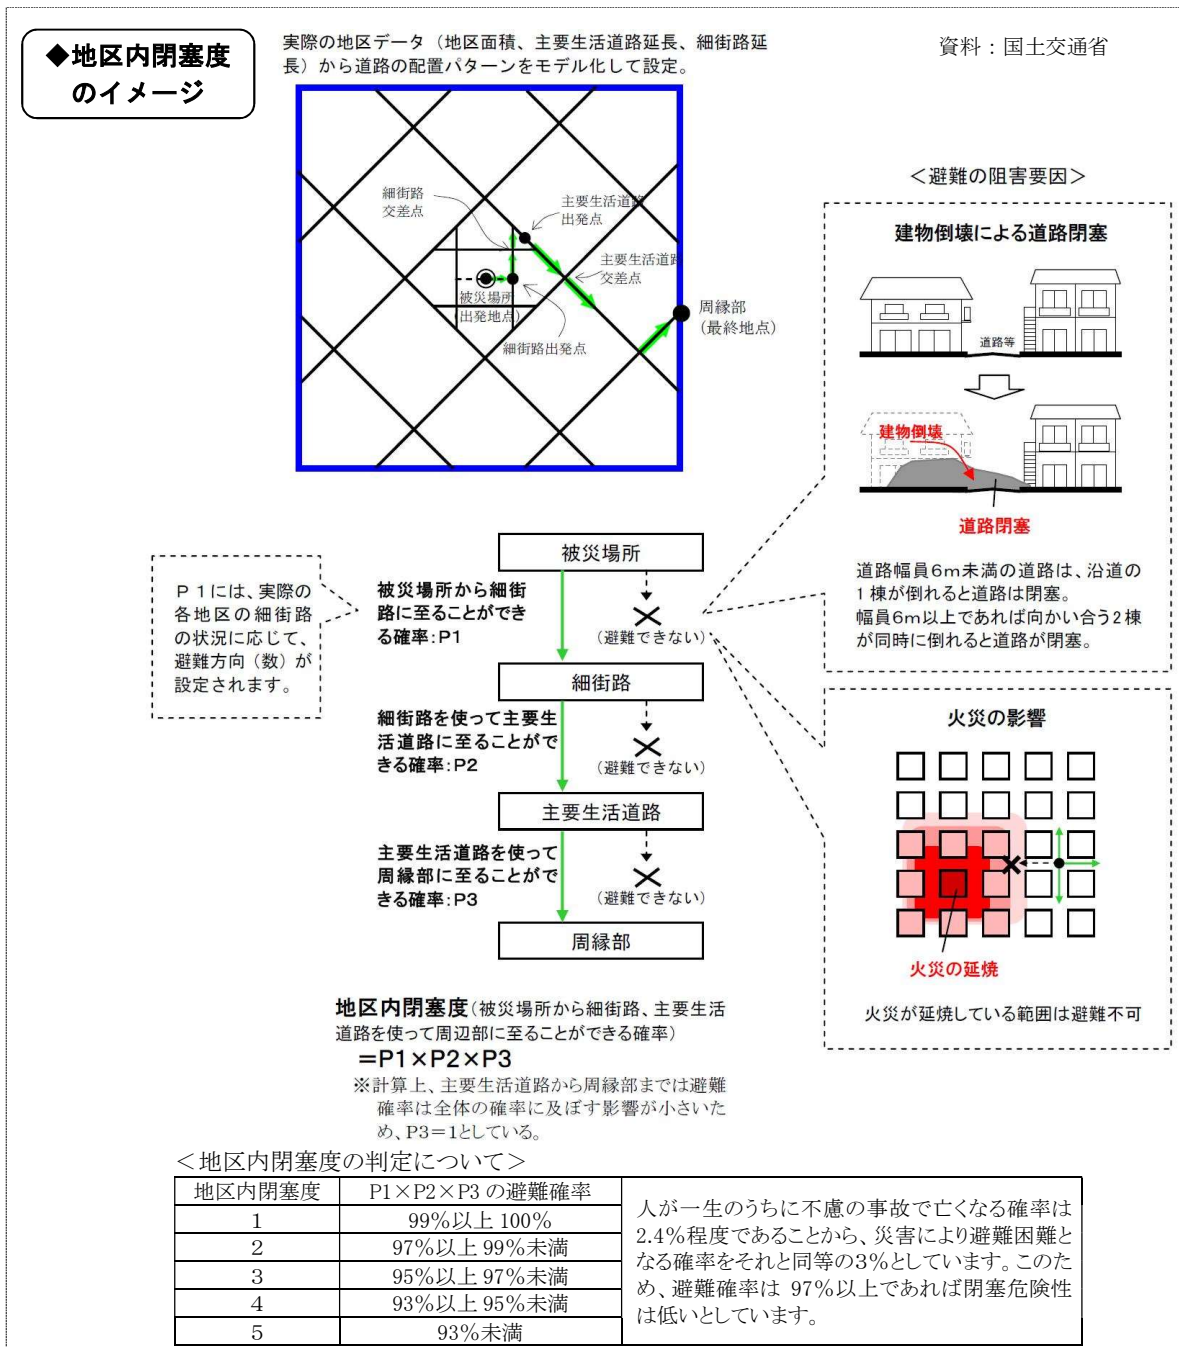 ◆地区内閉塞度
のイメージ
実際の地区データ（地区面積、主要生活道路延長、細街路延
長）から道路の配置パターンをモデル化して設定。
資料：国土交通省
細街路
交差点
主要生活道路
出発点
主要生活道路
交差点
被災場所
（出発地点）
細街路出発点
周縁部
（最終地点）
＜避難の阻害要因＞
建物倒壊による道路閉塞
道路等
建物倒壊
道路閉塞
道路幅員6ｍ未満の道路は、沿道の
1棟が倒れると道路は閉塞。
幅員6ｍ以上であれば向かい合う2棟
が同時に倒れると道路が閉塞。
Ｐ１には、実際の
各地区の細街路
の状況に応じて、
避難方向（数）が
設定されます。
被災場所
被災場所から細街
路に至ることができ
る確率:P1
（避難できない）
細街路
細街路を使って主要生
活道路に至ることがで
きる確率:P2
（避難できない）
主要生活道路
主要生活道路を使って
周縁部に至ることがで
きる確率:P3
（避難できない）
周縁部
火災の影響
火災の延焼
火災が延焼している範囲は避難不可
地区内閉塞度（被災場所から細街路、主要生活
道路を使って周辺部に至ることができる確率）
＝P1×P2×P3
※計算上、主要生活道路から周縁部までは避難
確率は全体の確率に及ぼす影響が小さいた
め、P3＝1としている。
＜地区内閉塞度の判定について＞
地区内閉塞度 P1×P2×P3 の避難確率
1 99％以上 100％
2 97％以上 99％未満
3 95％以上 97％未満
4 93％以上 95％未満
5 93％未満
人が一生のうちに不慮の事故で亡くなる確率は
2.4％程度であることから、災害により避難困難と
なる確率をそれと同等の3％としています。このた
め、避難確率は 97％以上であれば閉塞危険性
は低いとしています。